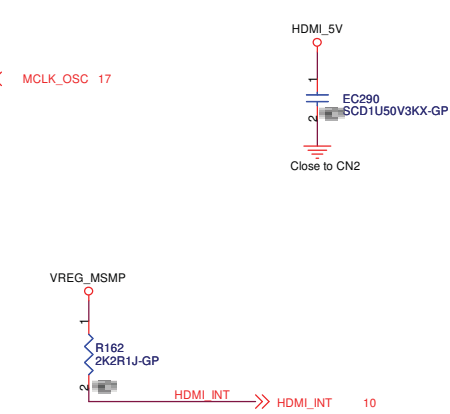 HDMI_5V
MCLK_OSC 17
1
EC290
SCD1U50V3KX-GP
2
Close to CN2
VREG_MSMP
1
R162
2K2R1J-GP
2
HDMI_INT
HDMI_INT 10